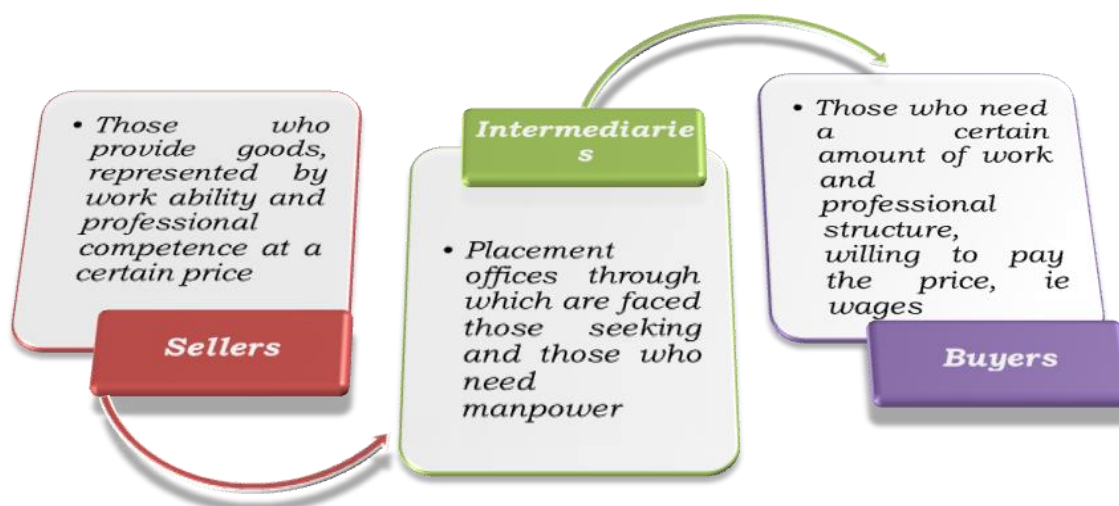 • Those who
provide goods,
represented by
work ability and
professional
competence at a
certain price
Sellers
Intermediarie
s
• Placement
offices through
which are faced
those seeking
and those who
need
manpower
• Those who need
a certain
amount of work
and
professional
structure,
willing to pay
the price, ie
wages
Buyers